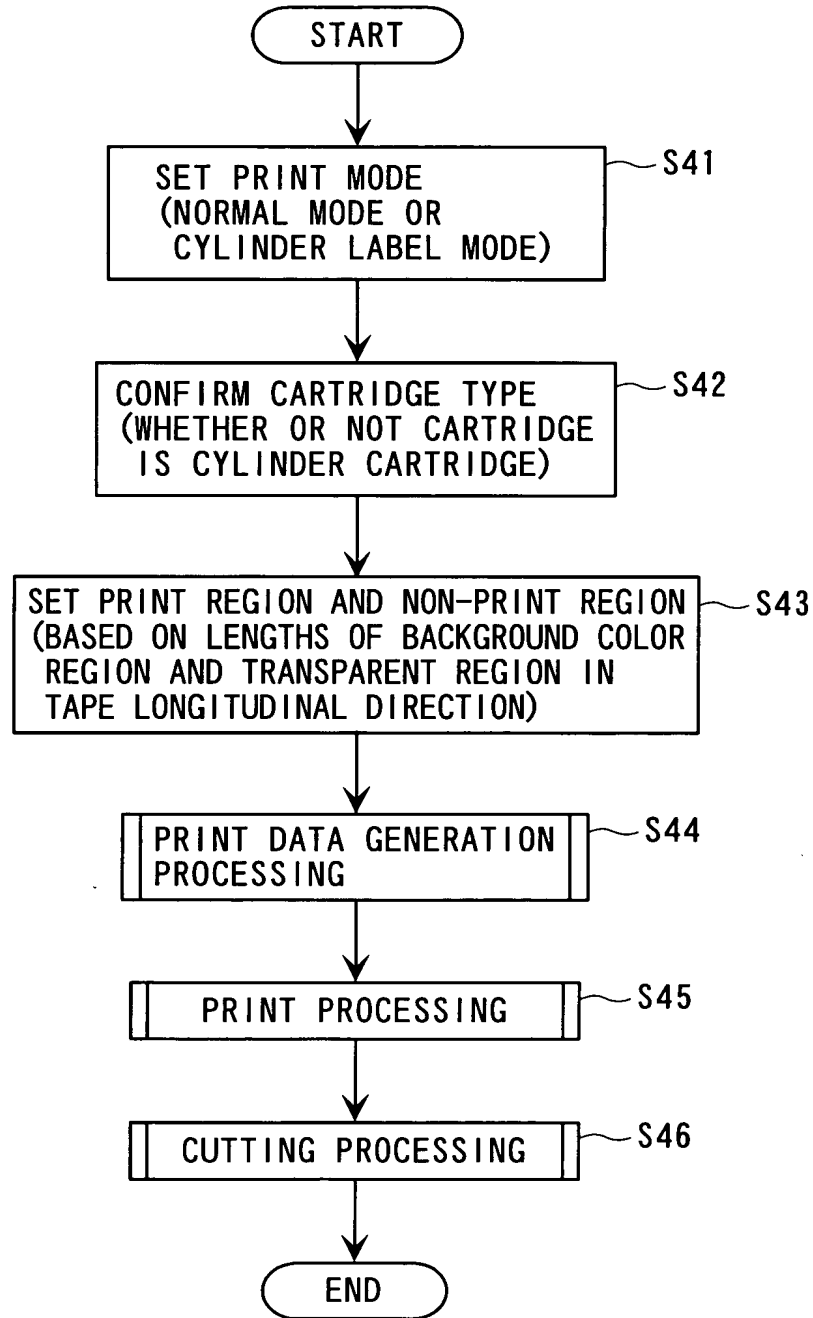 START
SET PRINT MODE
(NORMAL MODE OR
CYLINDER LABEL MODE)
S41
CONFIRM CARTRIDGE TYPE
(WHETHER OR NOT CARTRIDGE
IS CYLINDER CARTRIDGE)
S42
SET PRINT REGION AND NON-PRINT REGION
(BASED ON LENGTHS OF BACKGROUND COLOR
REGION AND TRANSPARENT REGION IN
TAPE LONGITUDINAL DIRECTION)
S43
PRINT DATA GENERATION
PROCESSING
S44
PRINT PROCESSING
S45
CUTTING PROCESSING
S46
END